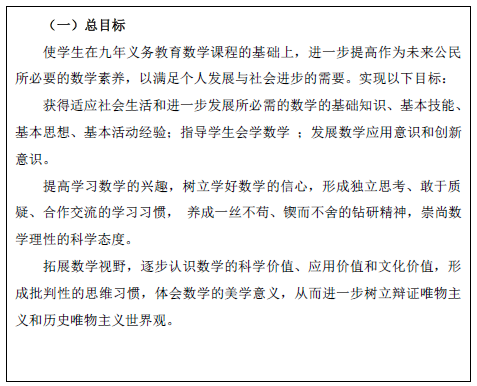 （一）总目标
使学生在九年义务教育数学课程的基础上，进一步提高作为未来公民
所必要的数学素养，以满足个人发展与社会进步的需要。实现以下目标：
获得适应社会生活和进一步发展所必需的数学的基础知识、基本技能、
基本思想、基本活动经验；指导学生会学数学 ；发展数学应用意识和创新
意识。
提高学习数学的兴趣，树立学好数学的信心，形成独立思考、敢于质
疑、合作交流的学习习惯， 养成一丝不苟、锲而不舍的钻研精神，崇尚数
学理性的科学态度。
拓展数学视野，逐步认识数学的科学价值、应用价值和文化价值，形
成批判性的思维习惯，体会数学的美学意义，从而进一步树立辩证唯物主
义和历史唯物主义世界观。